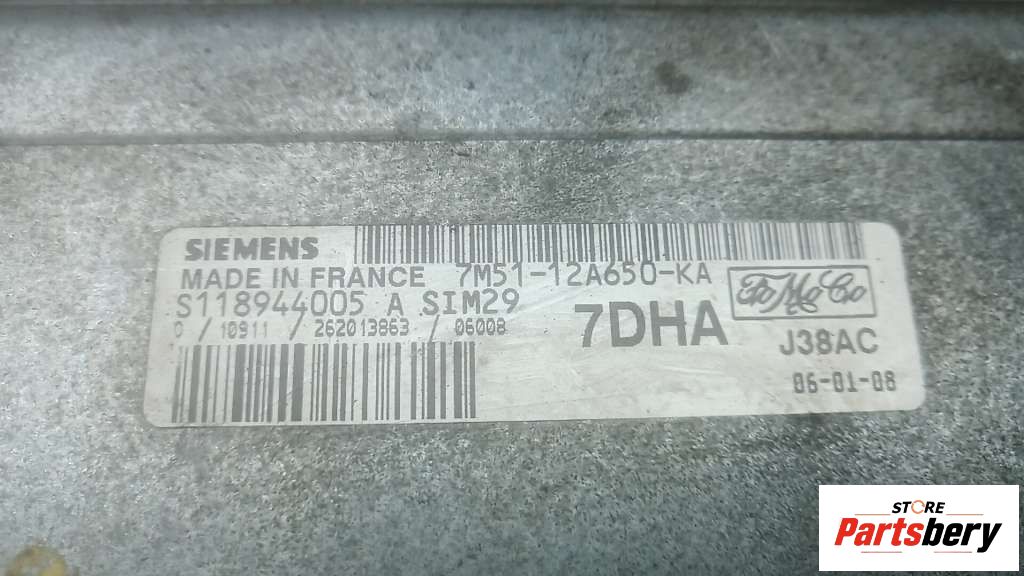 SIEMENS
MADE IN FRANCE 7M51-12A650-KA
S118944005 A SIM29
0 / 10911 / 262013863 / 06008
7DHA
FoMoCo
J38AC
06-01-08
STORE
Partsbery